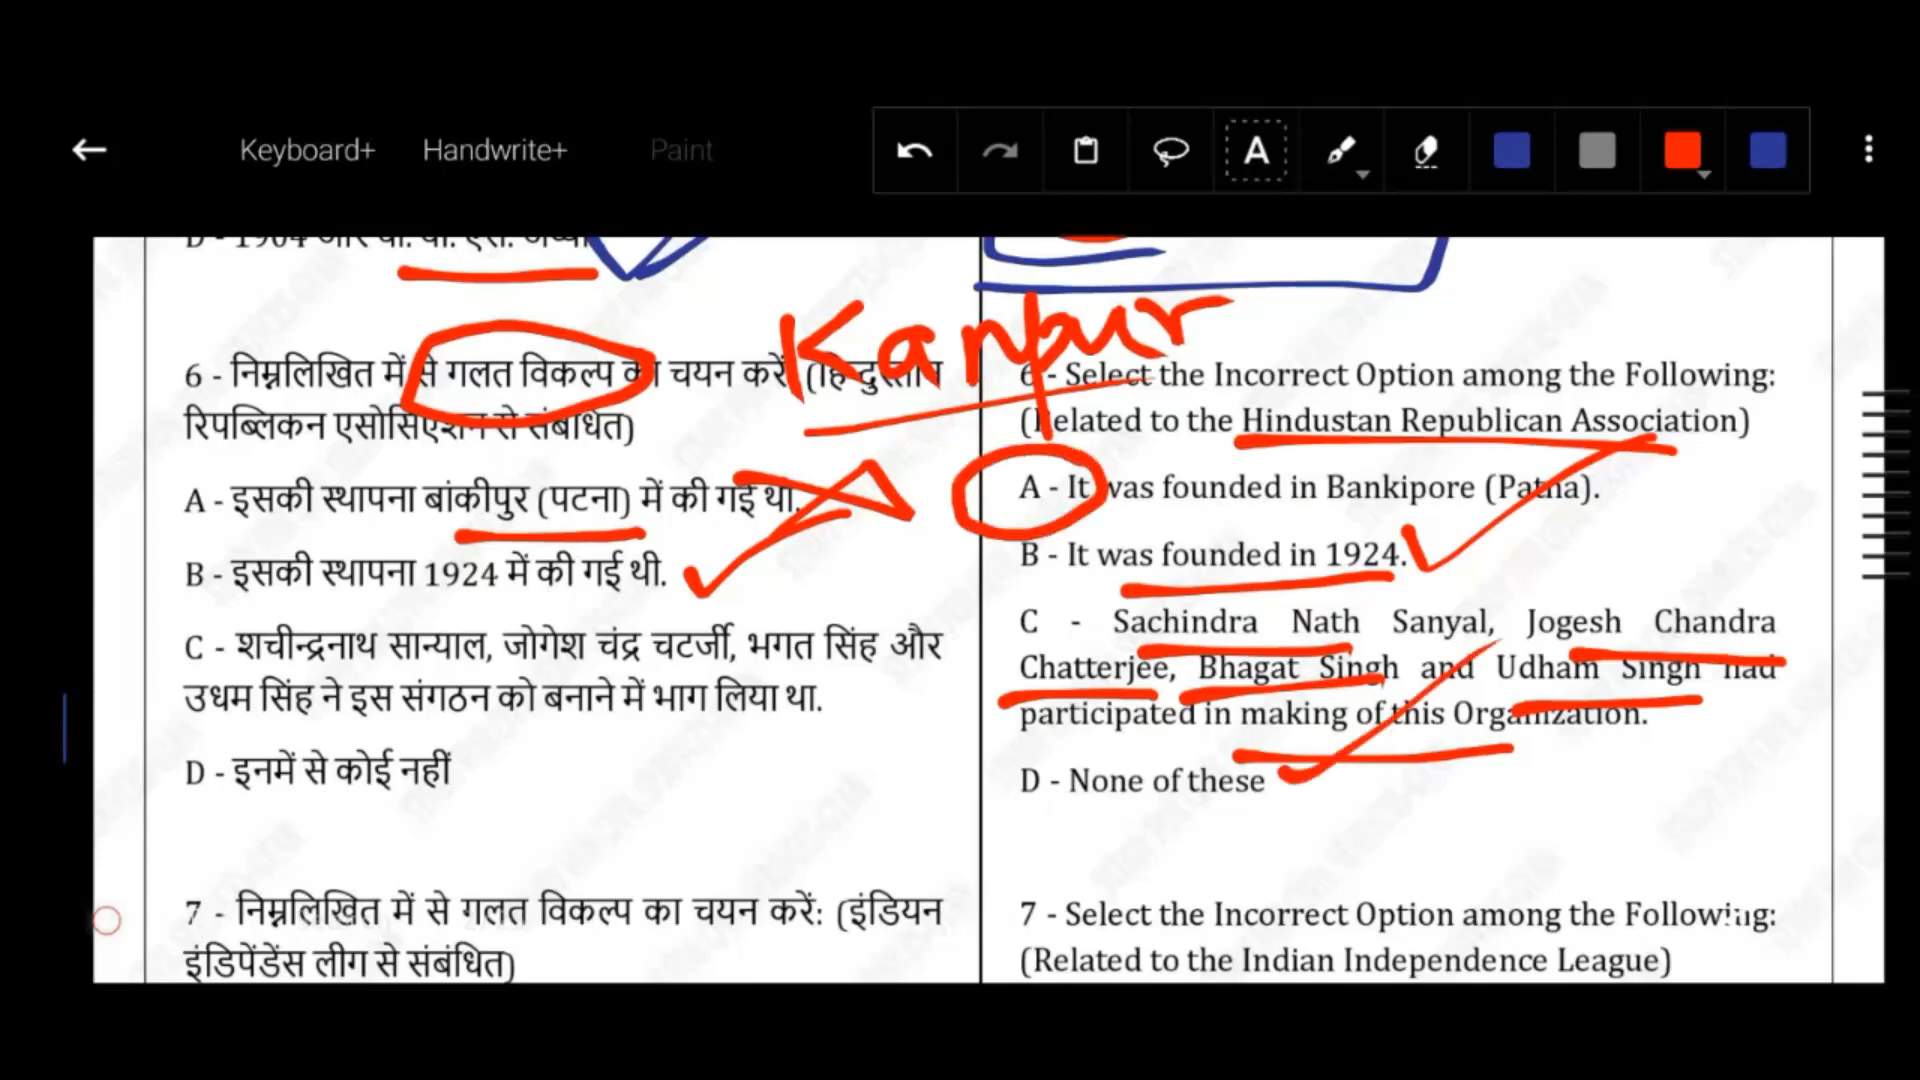 Keyboard+ Handwrite+ Paint
A
6 - निम्नलिखित में से गलत विकल्प का चयन करें (हिन्दुस्तान
रिपब्लिकन एसोसिएशन से संबंधित)
A - इसकी स्थापना बांकीपुर (पटना) में की गई थी.
B - इसकी स्थापना 1924 में की गई थी.
C - शचीन्द्रनाथ सान्याल, जोगेश चंद्र चटर्जी, भगत सिंह और
उधम सिंह ने इस संगठन को बनाने में भाग लिया था.
D - इनमें से कोई नहीं
7 - निम्नलिखित में से गलत विकल्प का चयन करें: (इंडियन
इंडिपेंडेंस लीग से संबंधित)
Kanpur
6 - Select the Incorrect Option among the Following:
(Related to the Hindustan Republican Association)
A - It was founded in Bankipore (Patna).
B - It was founded in 1924.
C - Sachindra Nath Sanyal, Jogesh Chandra
Chatterjee, Bhagat Singh and Udham Singh had
participated in making of this Organization.
D - None of these
7 - Select the Incorrect Option among the Following:
(Related to the Indian Independence League)